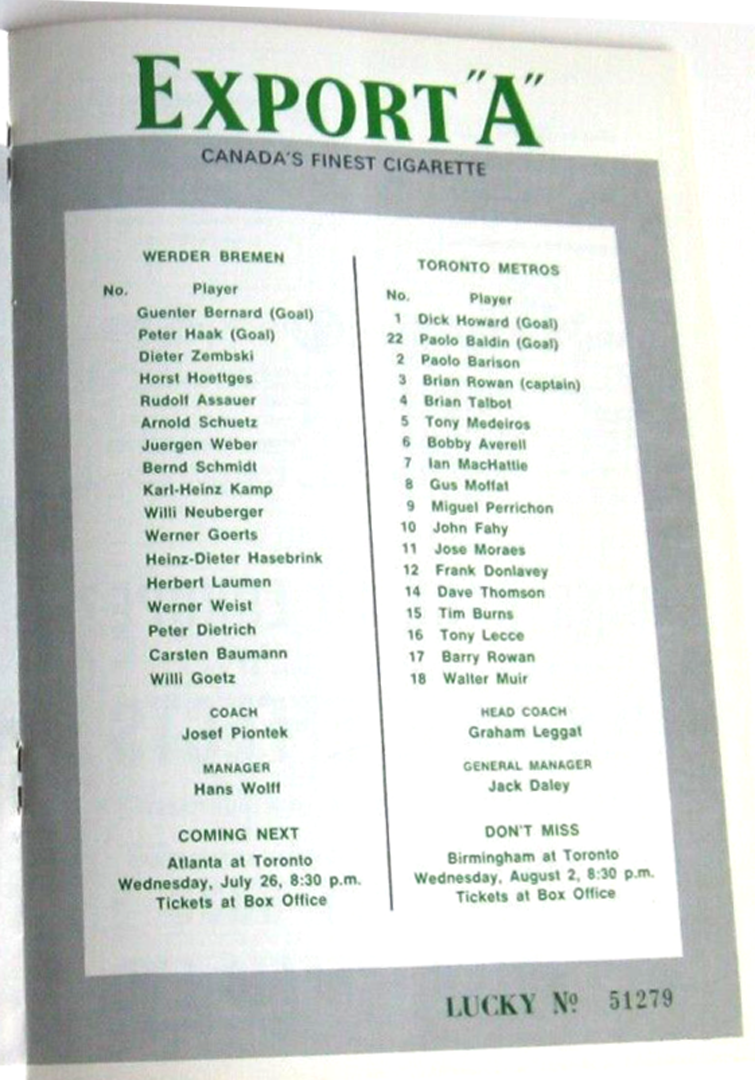 EXPORT "A"
CANADA'S FINEST CIGARETTE
WERDER BREMEN
No. Player
Guenter Bernard (Goal)
Peter Haak (Goal)
Dieter Zembski
Horst Hoettges
Rudolf Assauer
Arnold Schuetz
Juergen Weber
Bernd Schmidt
Karl-Heinz Kamp
Willi Neuberger
Werner Goerts
Heinz-Dieter Hasebrink
Herbert Laumen
Werner Weist
Peter Dietrich
Carsten Baumann
Willi Goetz
COACH
Josef Piontek
MANAGER
Hans Wolff
COMING NEXT
Atlanta at Toronto
Wednesday, July 26, 8:30 p.m.
Tickets at Box Office
TORONTO METROS
No. Player
1 Dick Howard (Goal)
22 Paolo Baldin (Goal)
2 Paolo Barison
3 Brian Rowan (captain)
4 Brian Talbot
5 Tony Medeiros
6 Bobby Averell
7 Ian MacHattie
8 Gus Moffat
9 Miguel Perrichon
10 John Fahy
11 Jose Moraes
12 Frank Donlavey
14 Dave Thomson
15 Tim Burns
16 Tony Lecce
17 Barry Rowan
18 Walter Muir
HEAD COACH
Graham Leggat
GENERAL MANAGER
Jack Daley
DON'T MISS
Birmingham at Toronto
Wednesday, August 2, 8:30 p.m.
Tickets at Box Office
LUCKY Nº 51279